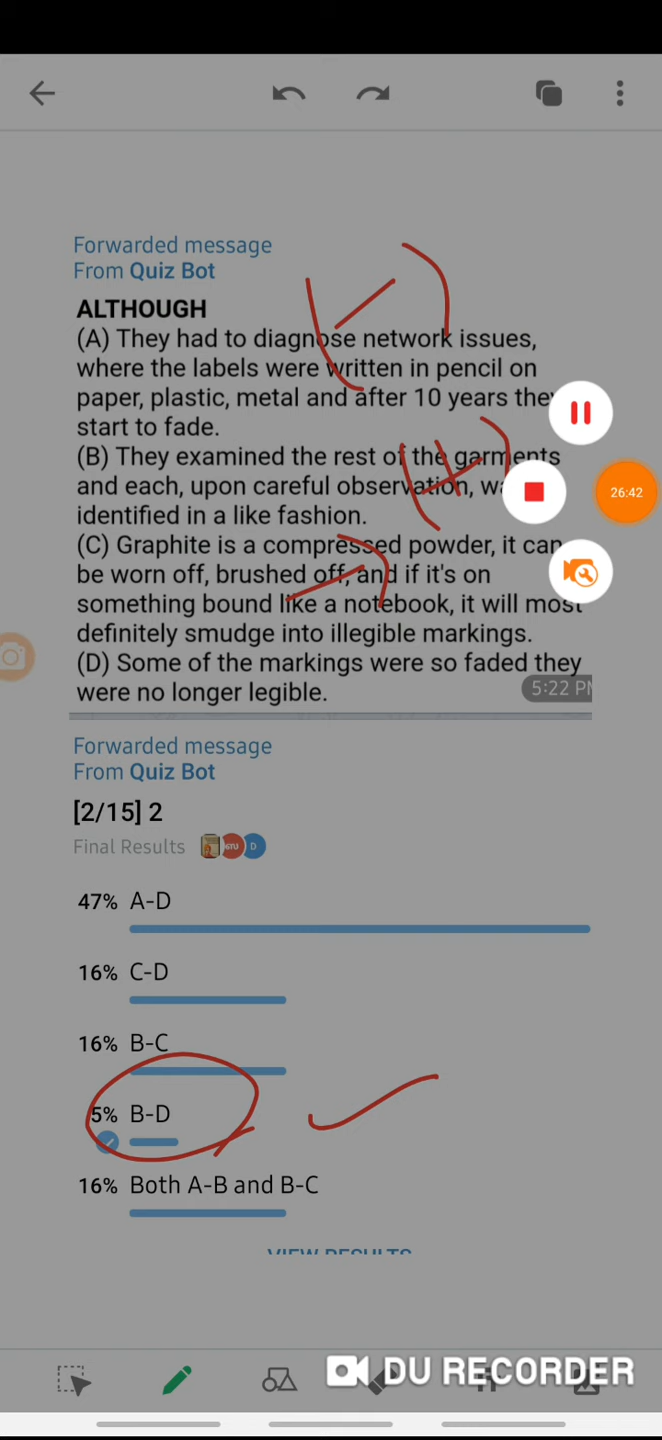 Forwarded message
From Quiz Bot
ALTHOUGH
(A) They had to diagnose network issues,
where the labels were written in pencil on
paper, plastic, metal and after 10 years they
start to fade.
(B) They examined the rest of the garments
and each, upon careful observation,
26:42
identified in a like fashion.
(C) Graphite is a compressed powder, it can
be worn off, brushed off, and if it's on
something bound like a notebook, it will most
definitely smudge into illegible markings.
(D) Some of the markings were so faded they
were no longer legible.
5:22 PM
Forwarded message
From Quiz Bot
[2/15] 2
Final Results
D
47% A-D
16% C-D
16% B-C
5% B-D
16% Both A-B and B-C
VIEW RESULTS
DU RECORDER